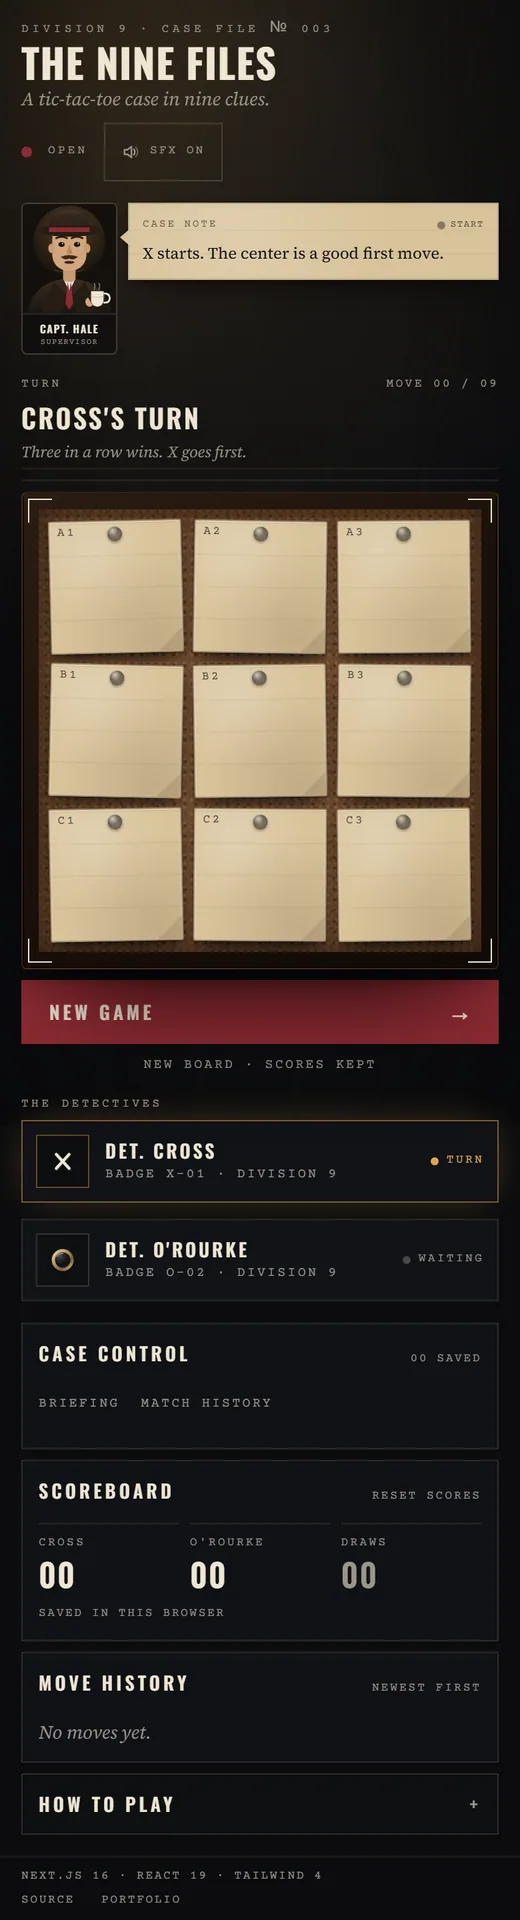 DIVISION 9 · CASE FILE № 003
THE NINE FILES
A tic-tac-toe case in nine clues.
OPEN
SFX ON
CASE NOTE
START
X starts. The center is a good first move.
CAPT. HALE
SUPERVISOR
TURN
MOVE 00 / 09
CROSS'S TURN
Three in a row wins. X goes first.
A1
A2
A3
B1
B2
B3
C1
C2
C3
NEW GAME →
NEW BOARD · SCORES KEPT
THE DETECTIVES
DET. CROSS
BADGE X-01 · DIVISION 9
TURN
DET. O'ROURKE
BADGE O-02 · DIVISION 9
WAITING
CASE CONTROL
00 SAVED
BRIEFING
MATCH HISTORY
SCOREBOARD
RESET SCORES
CROSS
O'ROURKE
DRAWS
00
00
00
SAVED IN THIS BROWSER
MOVE HISTORY
NEWEST FIRST
No moves yet.
HOW TO PLAY
+
NEXT.JS 16 · REACT 19 · TAILWIND 4
SOURCE
PORTFOLIO